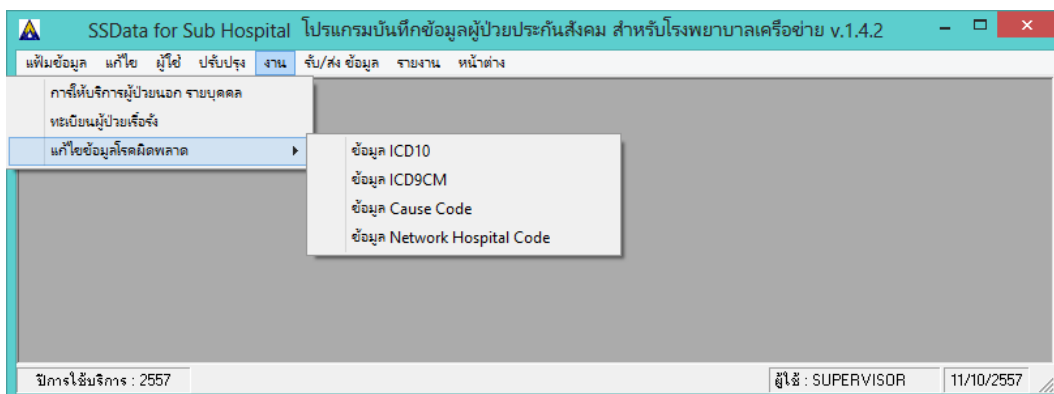 SSData for Sub Hospital โปรแกรมบันทึกข้อมูลผู้ป่วยประกันสังคม สำหรับโรงพยาบาลเครือข่าย v.1.4.2
แฟ้มข้อมูล แก้ไข ผู้ใช้ ปรับปรุง งาน รับ/ส่ง ข้อมูล รายงาน หน้าต่าง
การให้บริการผู้ป่วยนอก รายบุคคล
ทะเบียนผู้ป่วยเรื้อรัง
แก้ไขข้อมูลโรคผิดพลาด
ข้อมูล ICD10
ข้อมูล ICD9CM
ข้อมูล Cause Code
ข้อมูล Network Hospital Code
ปีการใช้บริการ : 2557 ผู้ใช้ : SUPERVISOR 11/10/2557